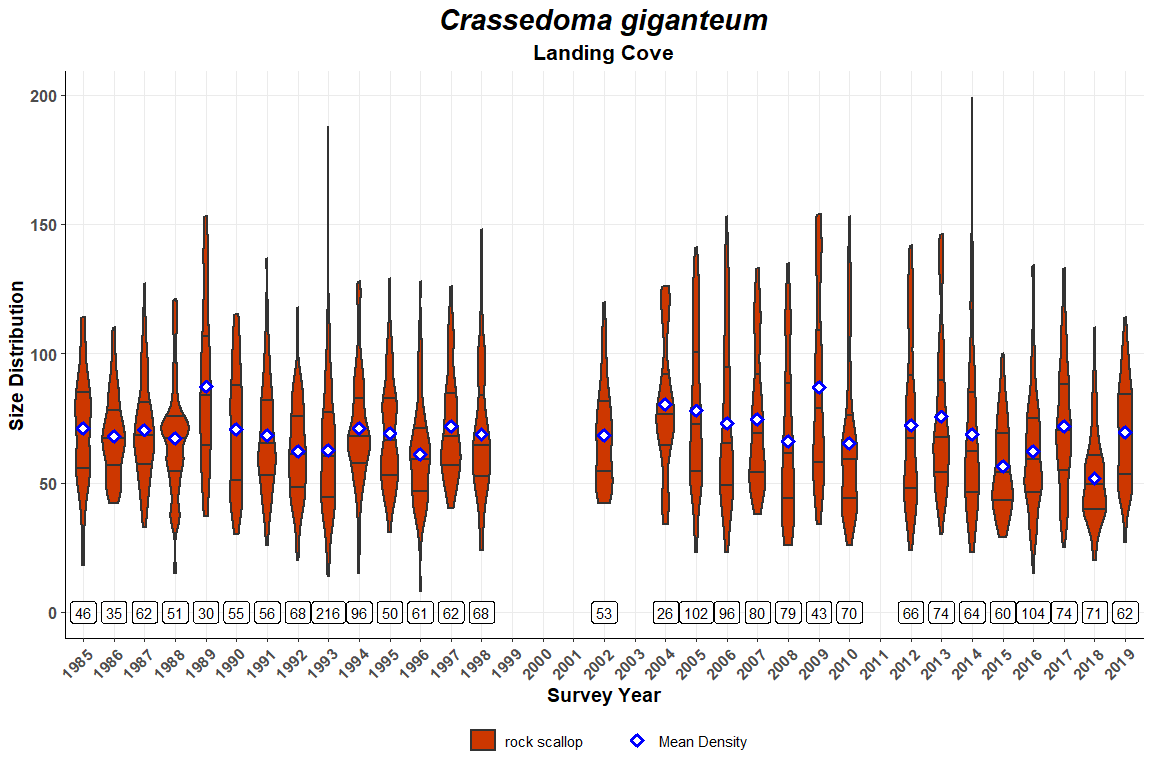 Crassedoma giganteum
Landing Cove
Size Distribution
200
150
100
50
0
46 35 62 51 30 55 56 68 216 96 50 61 62 68 53 26 102 96 80 79 43 70 66 74 64 60 104 74 71 62
1985 1986 1987 1988 1989 1990 1991 1992 1993 1994 1995 1996 1997 1998 1999 2000 2001 2002 2003 2004 2005 2006 2007 2008 2009 2010 2011 2012 2013 2014 2015 2016 2017 2018 2019
Survey Year
rock scallop Mean Density